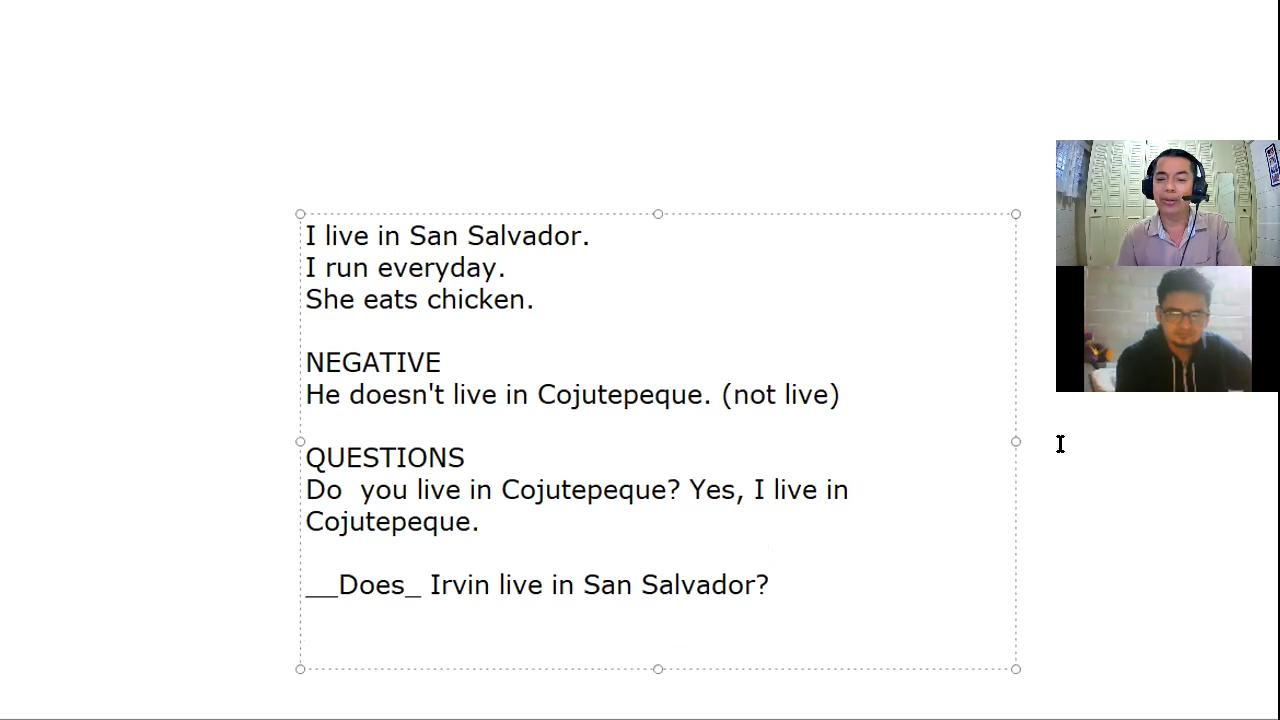 I live in San Salvador.
I run everyday.
She eats chicken.
NEGATIVE
He doesn't live in Cojutepeque. (not live)
QUESTIONS
Do  you live in Cojutepeque? Yes, I live in
Cojutepeque.
__Does_ Irvin live in San Salvador?